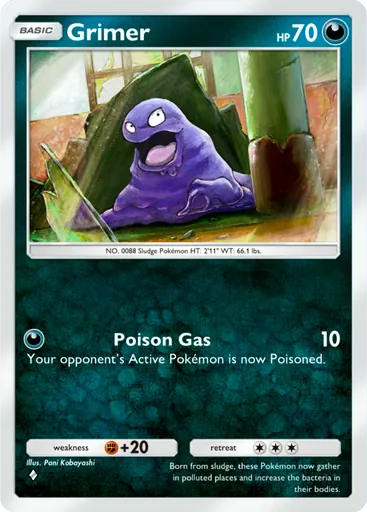 BASIC Grimer HP 70
NO. 0088 Sludge Pokémon HT: 2'11" WT: 66.1 lbs.
Poison Gas 10
Your opponent's Active Pokémon is now Poisoned.
weakness +20 retreat
Illus. Pani Kobayashi
Born from sludge, these Pokémon now gather
in polluted places and increase the bacteria in
their bodies.